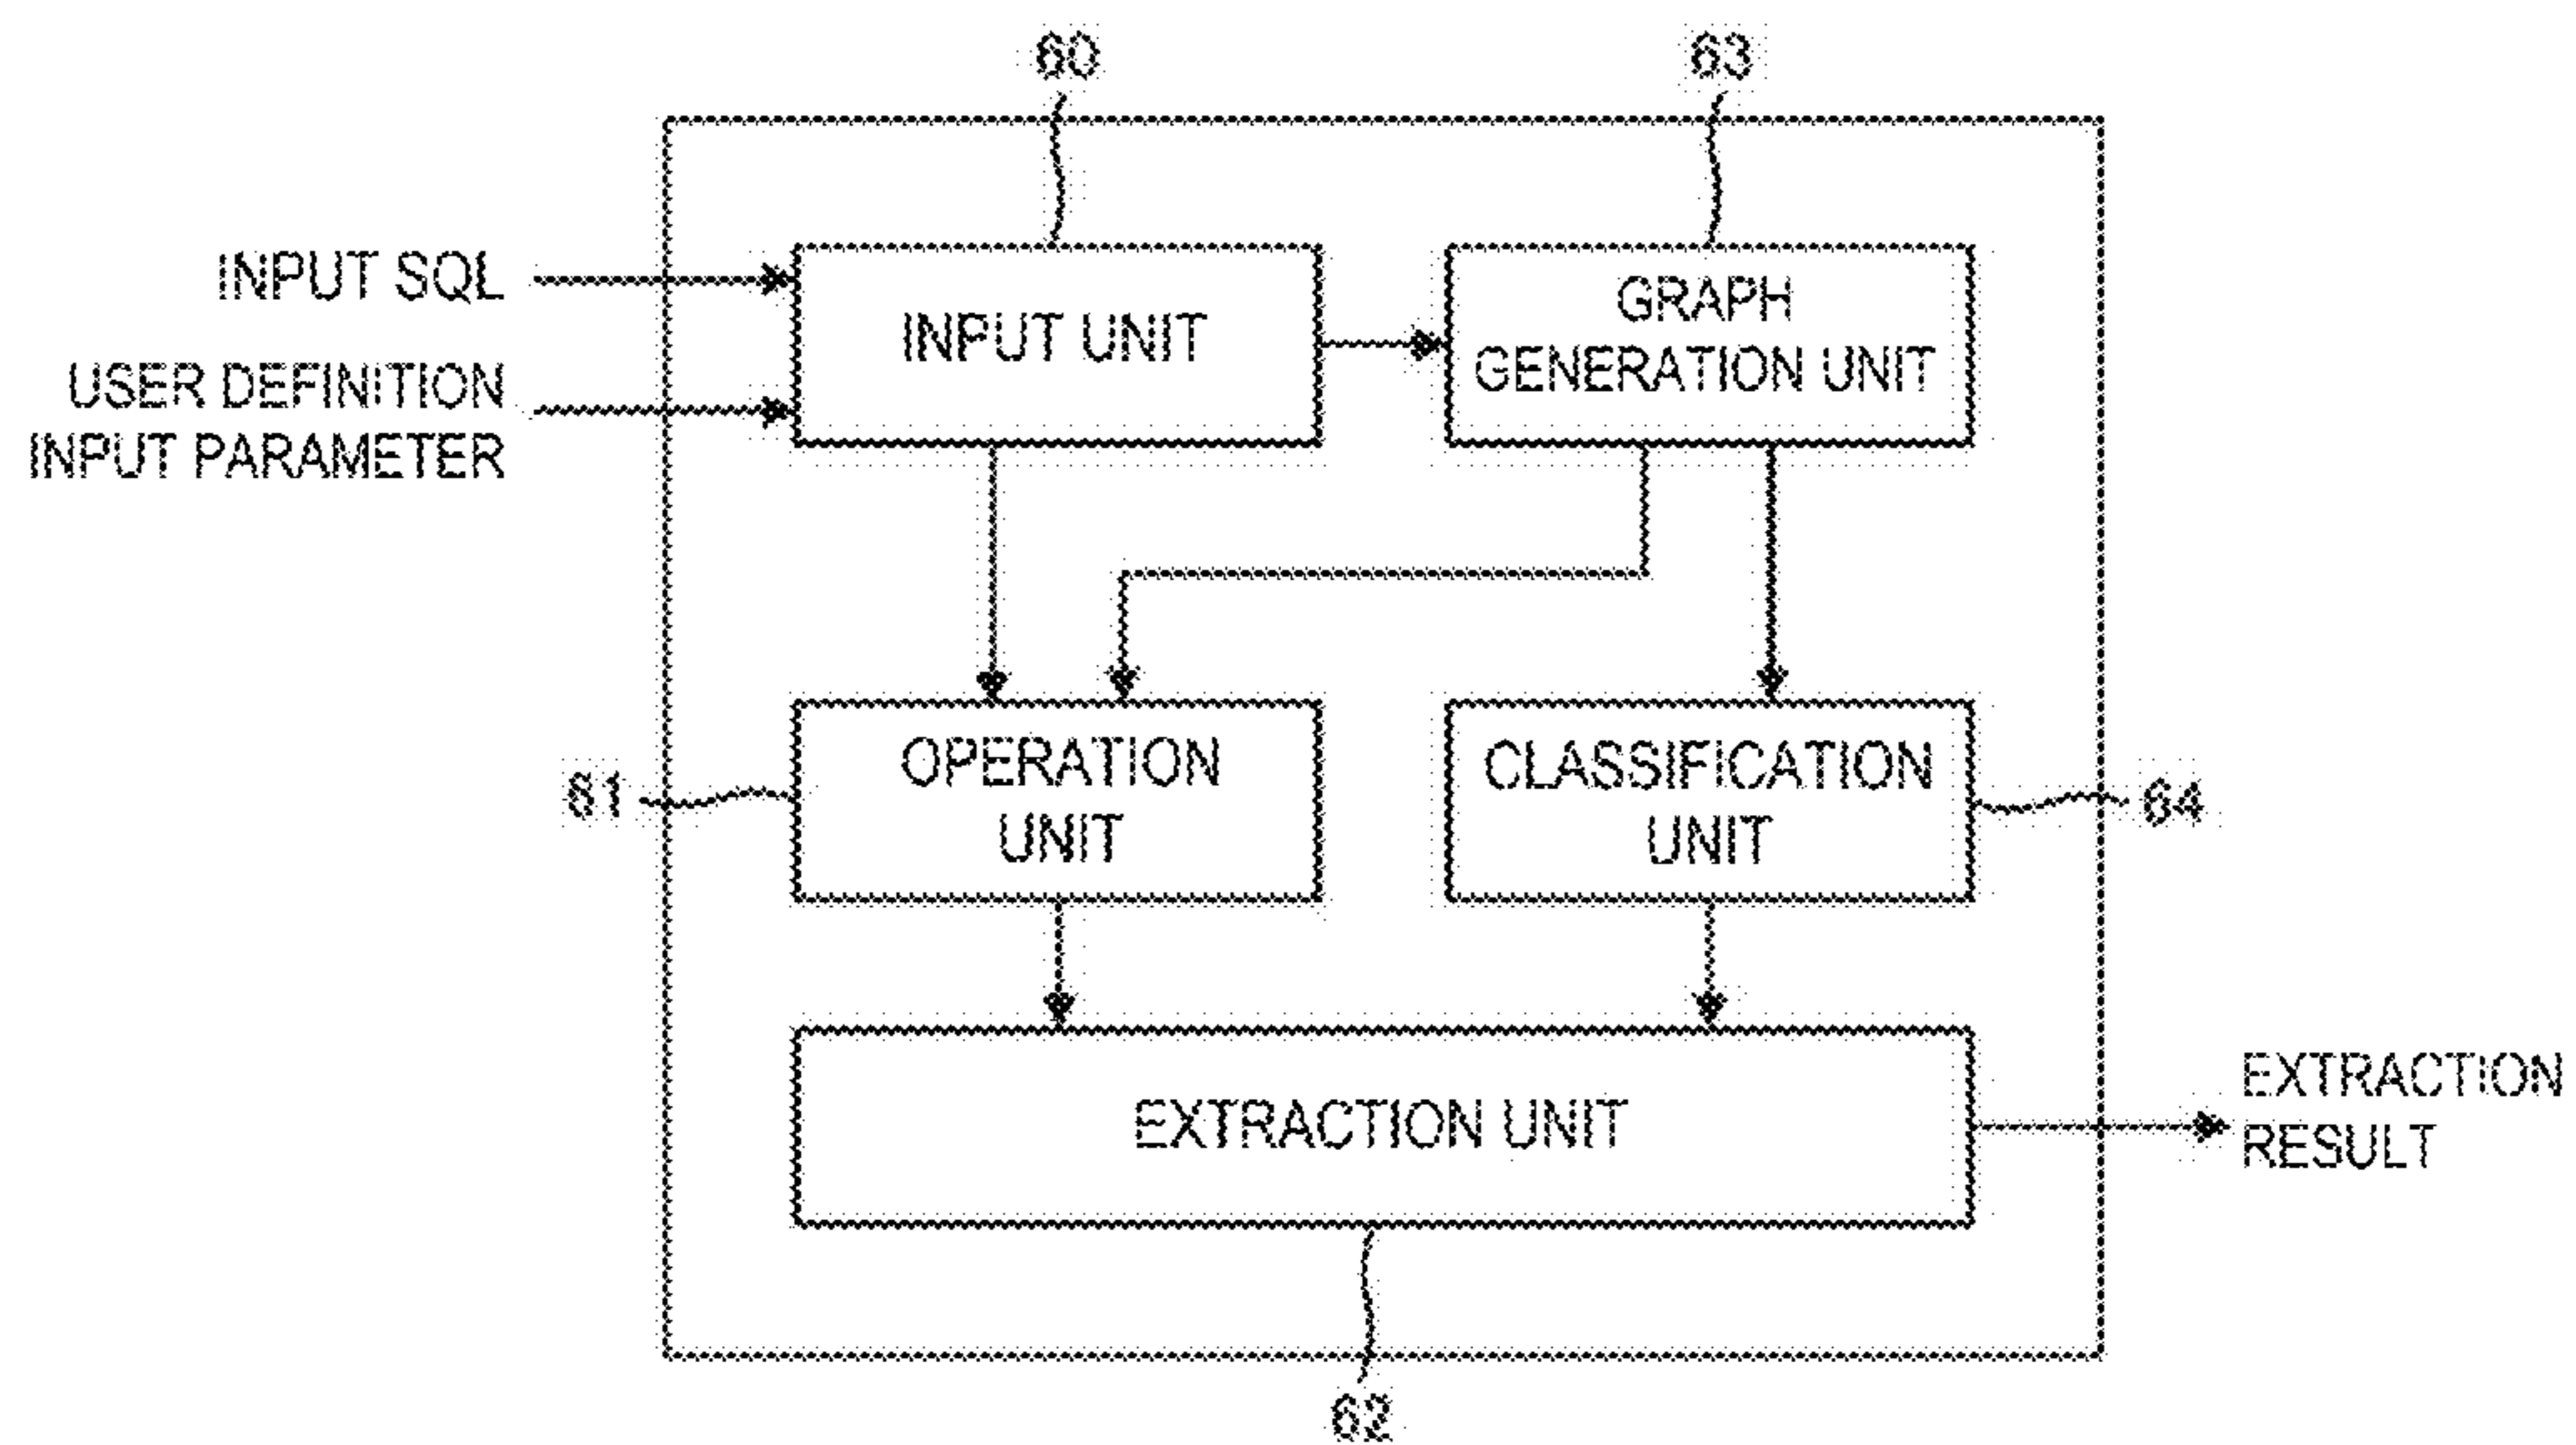 60
63
INPUT SQL
INPUT UNIT
GRAPH
GENERATION UNIT
USER DEFINITION
INPUT PARAMETER
OPERATION
UNIT
61
CLASSIFICATION
UNIT
64
EXTRACTION UNIT
EXTRACTION
RESULT
62